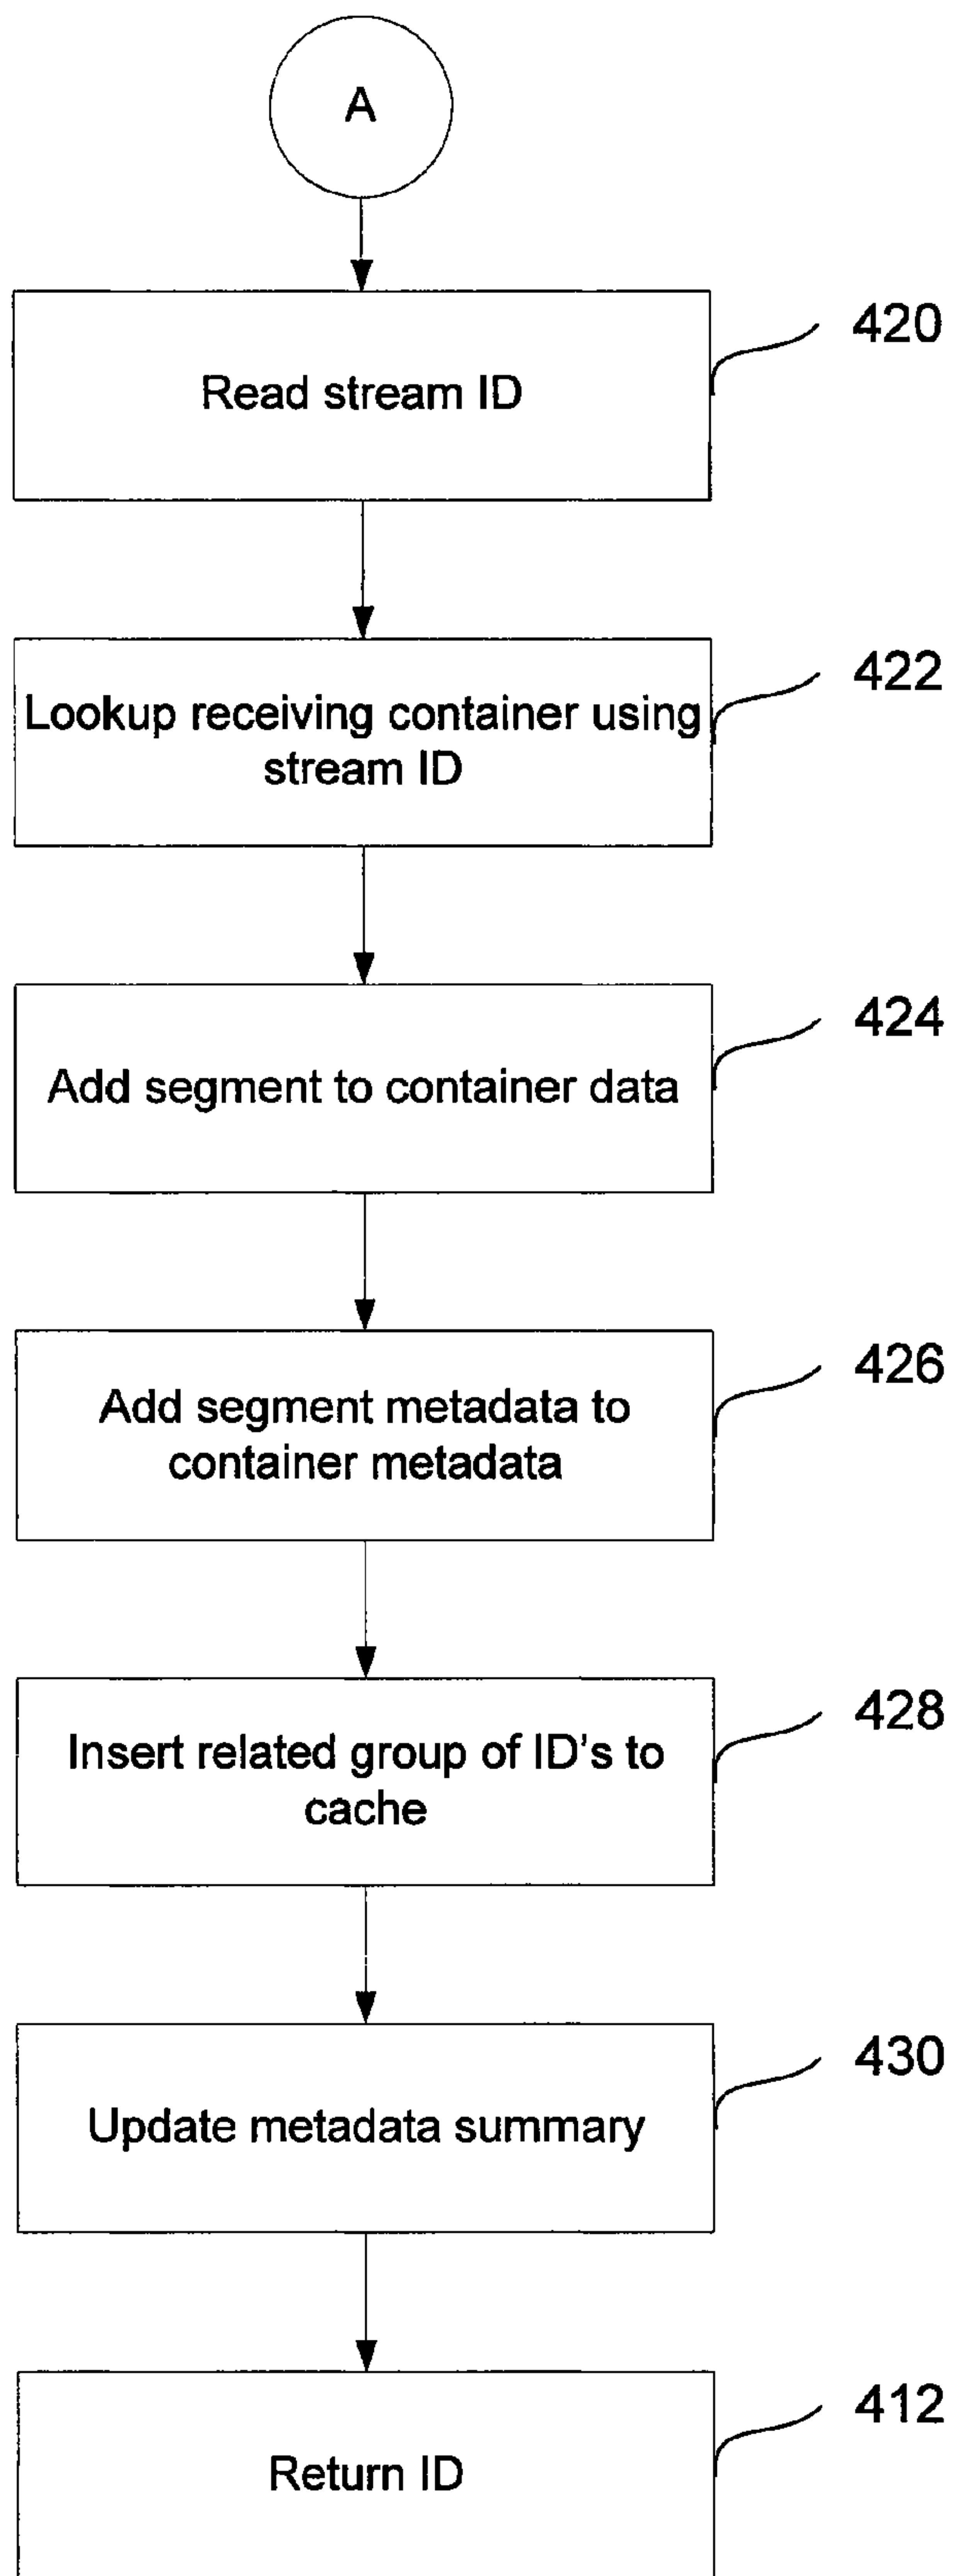 A
420
Read stream ID
422
Lookup receiving container using
stream ID
424
Add segment to container data
426
Add segment metadata to
container metadata
428
Insert related group of ID's to
cache
430
Update metadata summary
412
Return ID